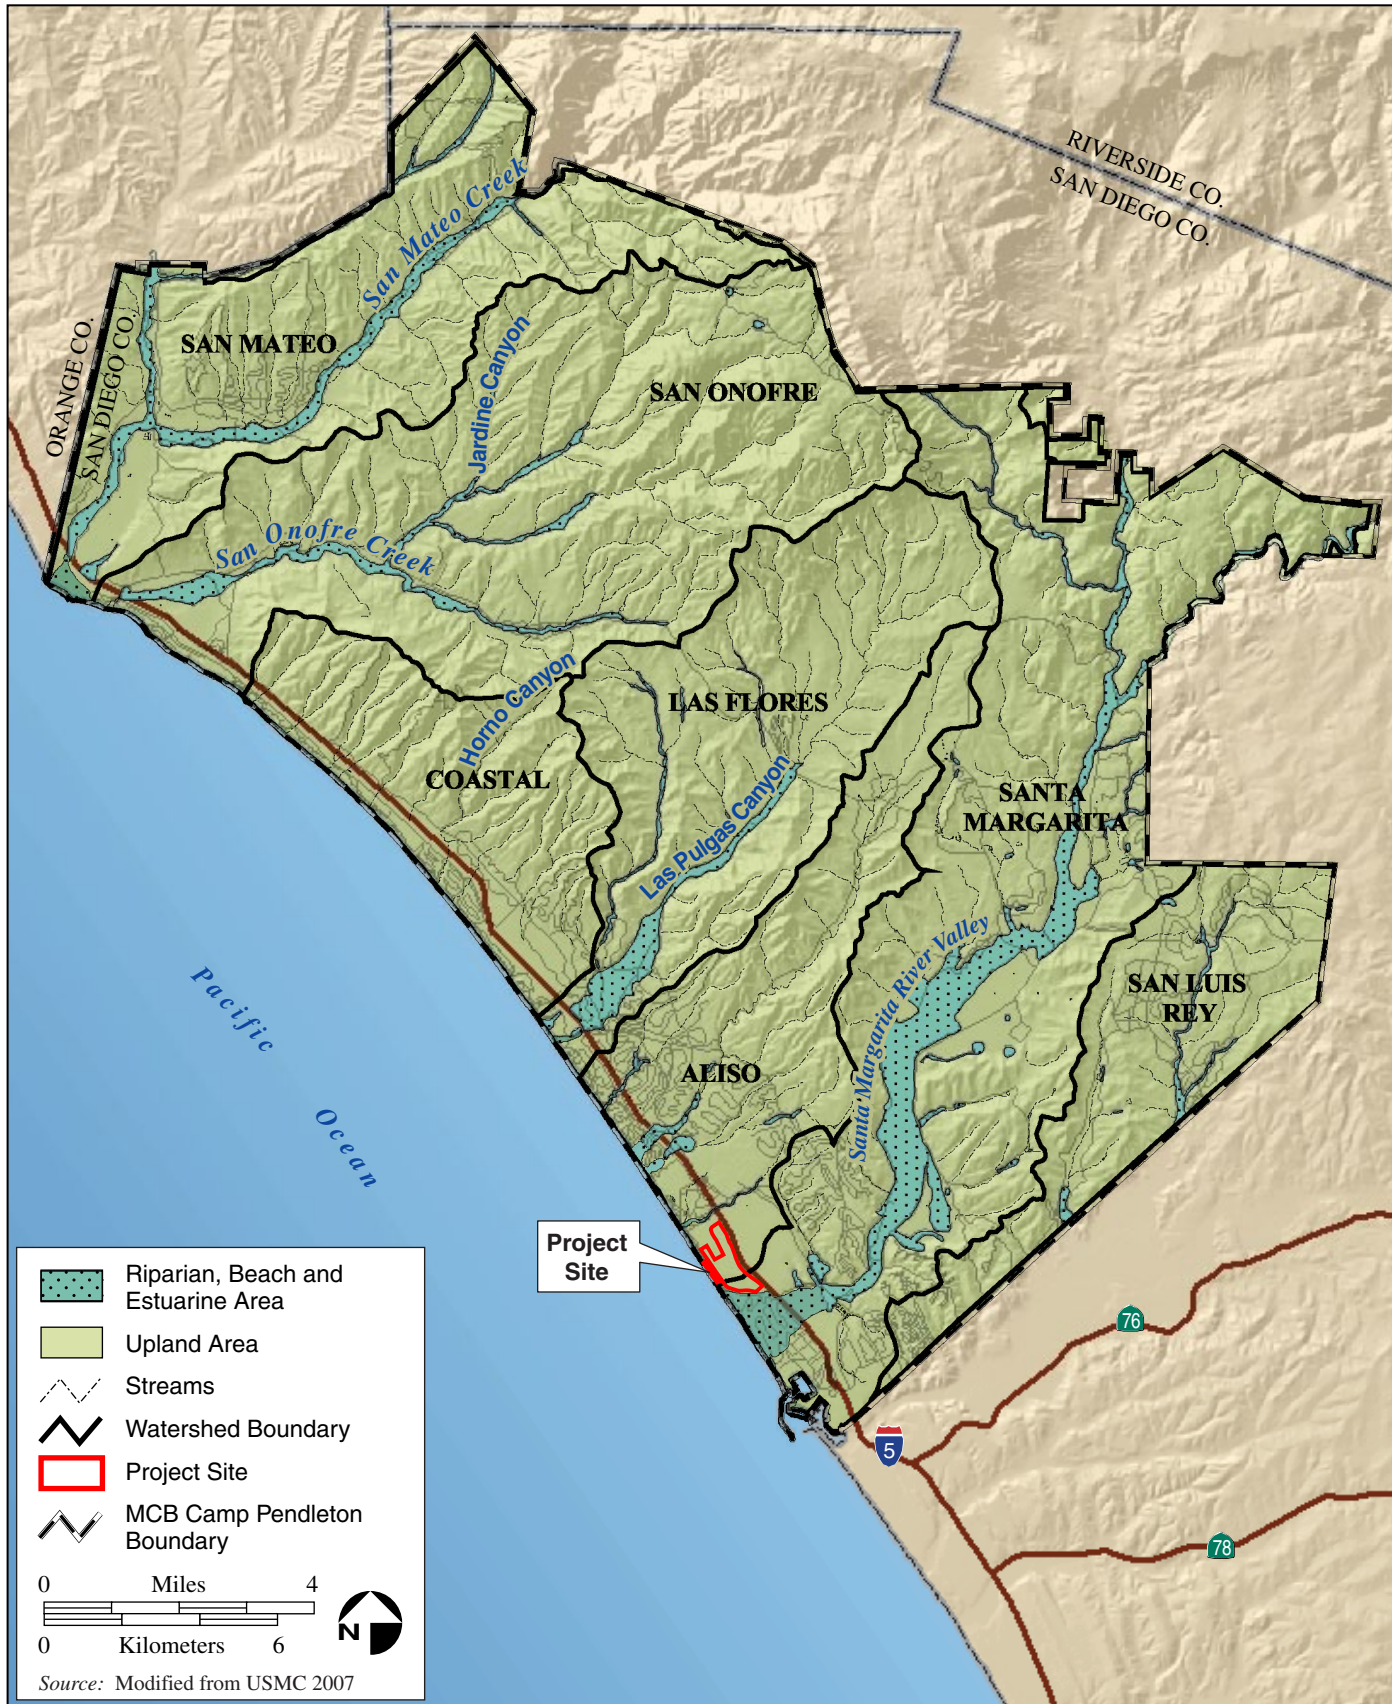 RIVERSIDE CO.
SAN DIEGO CO.
San Mateo Creek
ORANGE CO.
SAN DIEGO CO.
SAN MATEO
Jardine Canyon
SAN ONOFRE
San Onofre Creek
Horno Canyon
LAS FLORES
COASTAL
Las Pulgas Canyon
SANTA
MARGARITA
Santa Margarita River Valley
SAN LUIS
REY
Pacific
Ocean
ALISO
Project
Site
76
5
78
Riparian, Beach and
Estuarine Area
Upland Area
Streams
Watershed Boundary
Project Site
MCB Camp Pendleton
Boundary
0 Miles 4
0 Kilometers 6
N
Source: Modified from USMC 2007